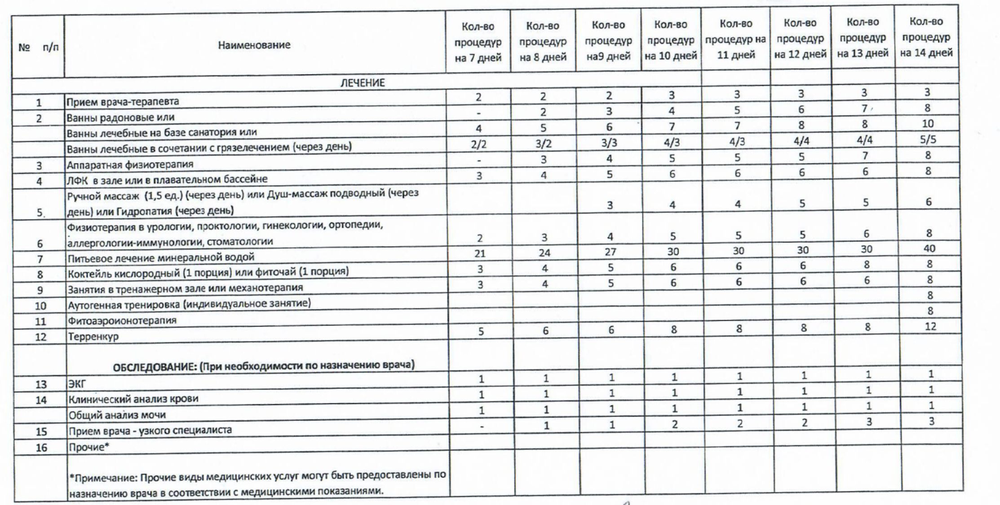 № п/п Наименование Кол-во процедур на 7 дней Кол-во процедур на 8 дней Кол-во процедур на9 дней Кол-во процедур на 10 дней Кол-во процедур на 11 дней Кол-во процедур на 12 дней Кол-во процедур на 13 дней Кол-во процедур на 14 дней
ЛЕЧЕНИЕ
1 Прием врача-терапевта 2 2 2 3 3 3 3 3
2 Ванны радоновые или - 2 3 4 5 6 7 8
Ванны лечебные на базе санатория или 4 5 6 7 7 8 8 10
Ванны лечебные в сочетании с грязелечением (через день) 2/2 3/2 3/3 4/3 4/3 4/4 4/4 5/5
3 Аппаратная физиотерапия - 3 4 5 5 5 7 8
4 ЛФК в зале или в плавательном бассейне 3 4 5 6 6 6 6 8
Ручной массаж (1,5 ед.) (через день) или Душ-массаж подводный (через
5. день) или Гидропатия (через день) 3 4 4 5 5 6
Физиотерапия в урологии, проктологии, гинекологии, ортопедии,
6 аллергологии-иммунологии, стоматологии 2 3 4 5 5 5 6 8
7 Питьевое лечение минеральной водой 21 24 27 30 30 30 30 40
8 Коктейль кислородный (1 порция) или фиточай (1 порция) 3 4 5 6 6 6 8 8
9 Занятия в тренажерном зале или механотерапия 3 4 5 6 6 6 6 8
10 Аутогенная тренировка (индивидуальное занятие) 8
11 Фитоаэроионотерапия 8
12 Терренкур 5 6 6 8 8 8 8 12
ОБСЛЕДОВАНИЕ: (При необходимости по назначению врача)
13 ЭКГ 1 1 1 1 1 1 1 1
14 Клинический анализ крови 1 1 1 1 1 1 1 1
Общий анализ мочи 1 1 1 1 1 1 1 1
15 Прием врача - узкого специалиста - 1 1 2 2 2 3 3
16 Прочие*
*Примечание: Прочие виды медицинских услуг могут быть предоставлены по
назначению врача в соответствии с медицинскими показаниями.